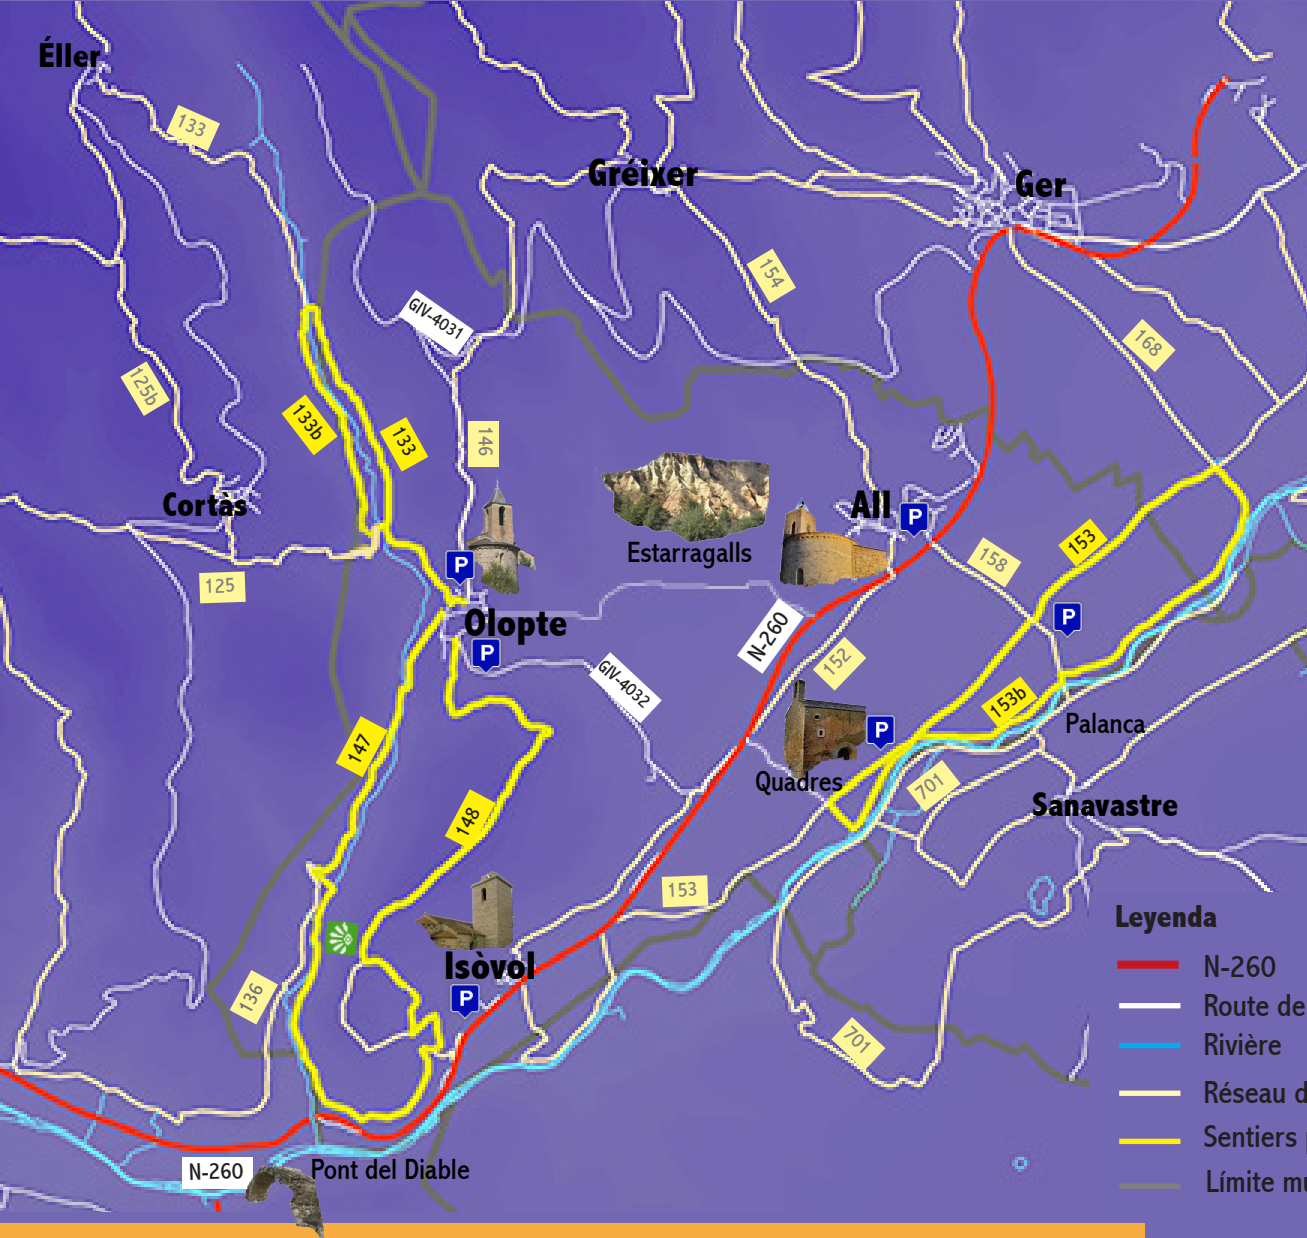 Éller
133
Gréixer
Ger
154
GIV-4031
168
125b
133b
133
146
Cortàs
Estarragalls
All
P
153
158
125
P
Olopte
P
N-260
152
P
GIV-4032
153b
Palanca
147
P
Quadres
701
Sanavastre
148
153
Isòvol
P
136
701
N-260
Pont del Diable
Leyenda
N-260
Route de
Rivière
Réseau d
Sentiers
Límite mu